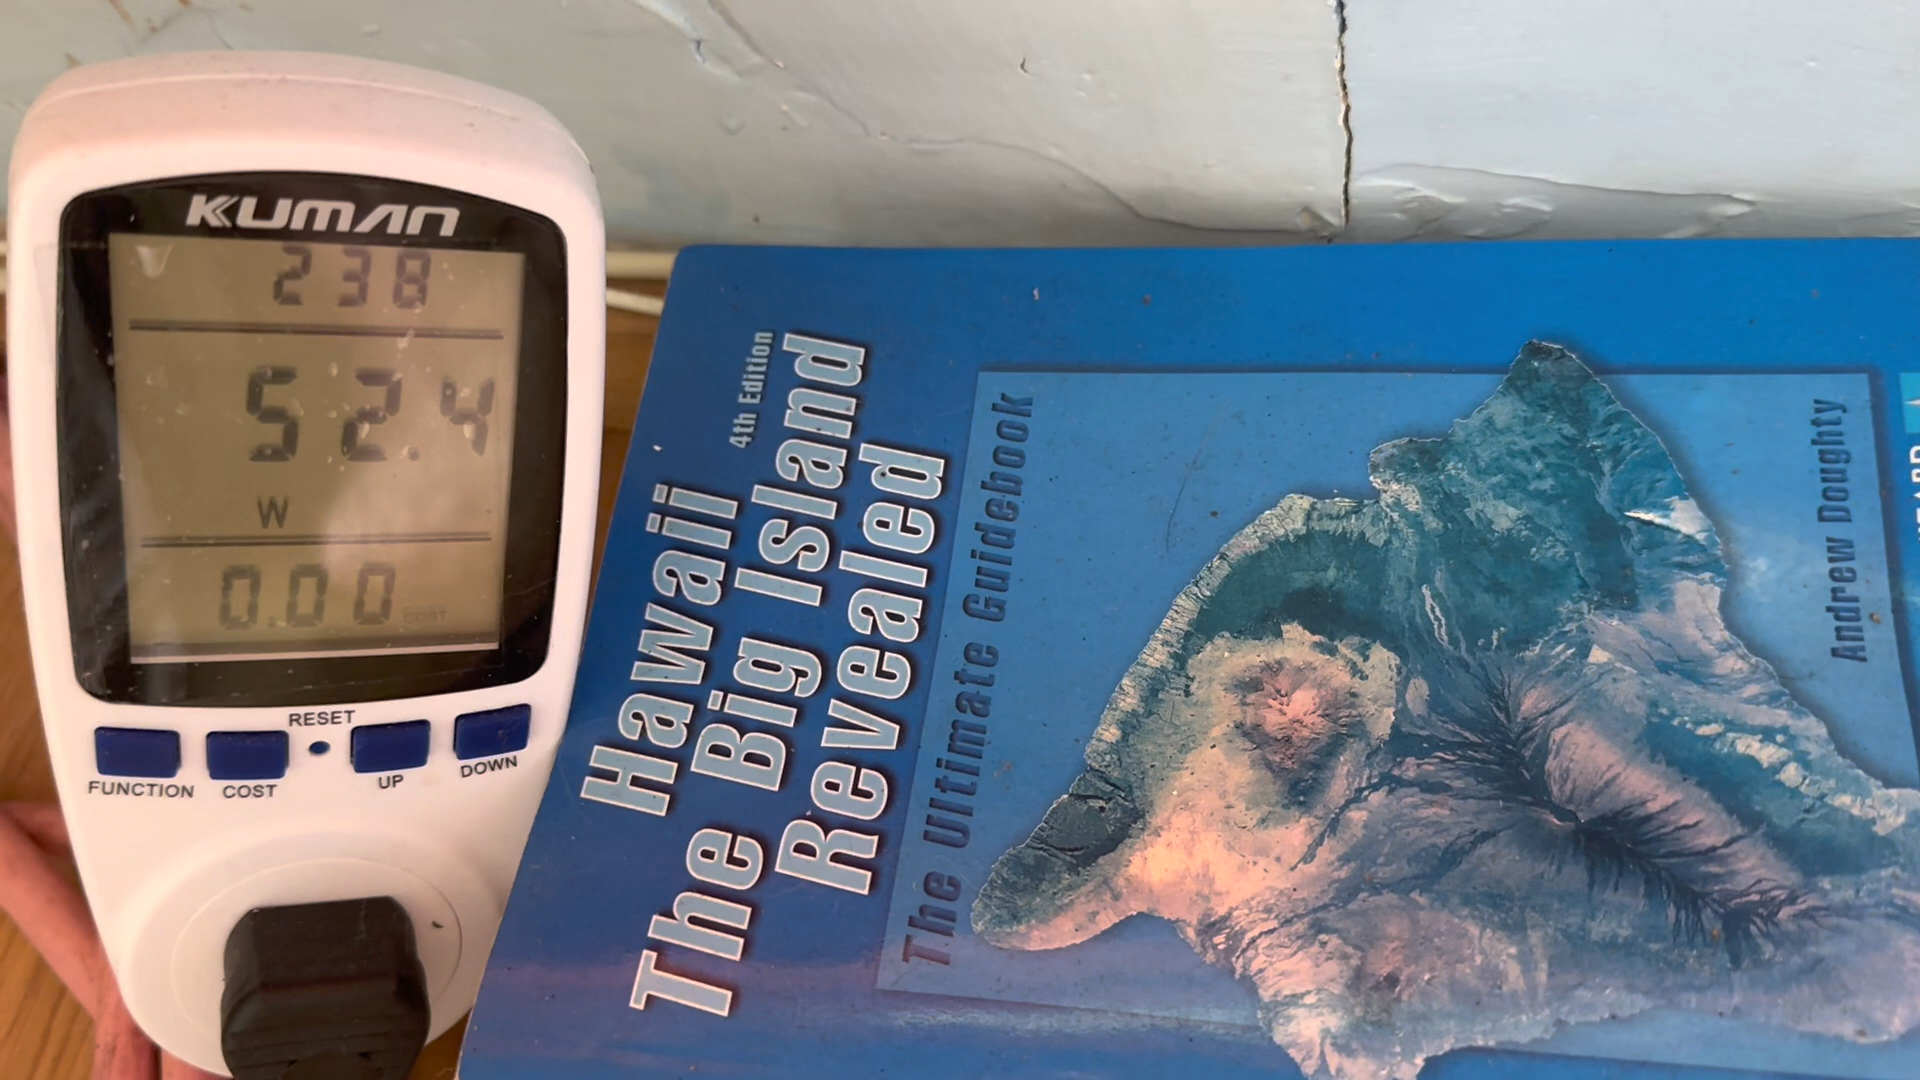 KUMAN
238
52.4
W
0.00 COST
RESET
FUNCTION
COST
UP
DOWN
4th Edition
Hawaii
The Big Island
Revealed
The Ultimate Guidebook
Andrew Doughty